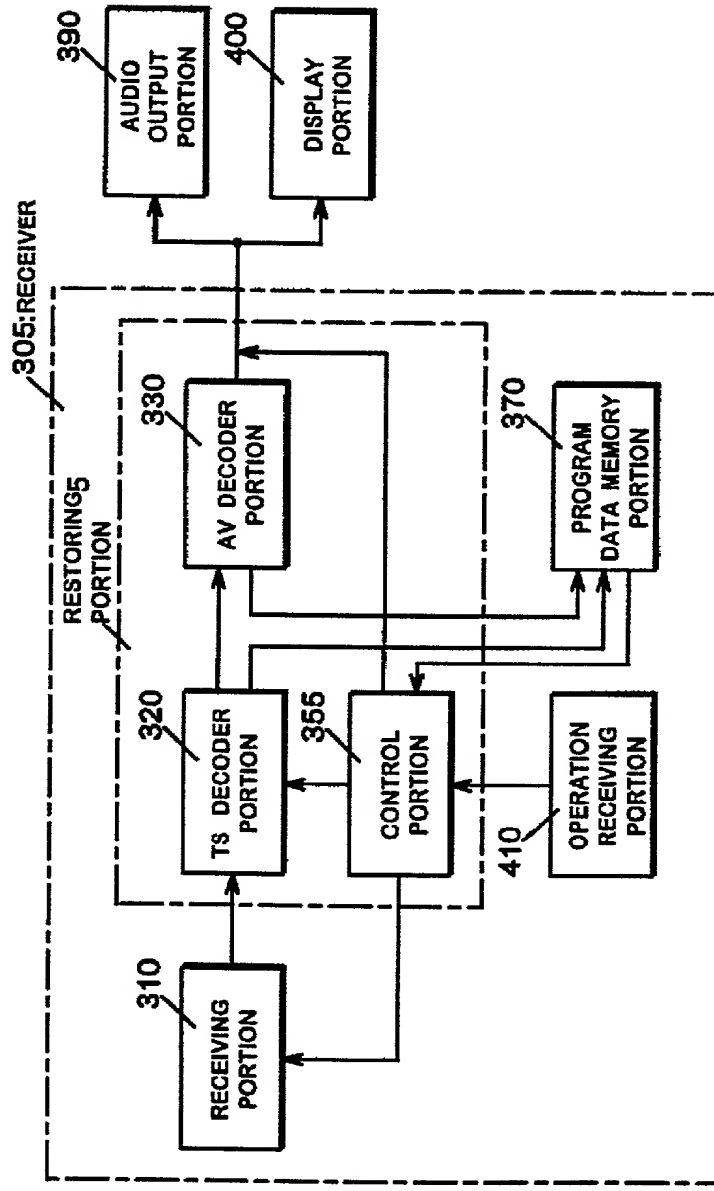 305:RECEIVER
RESTORING5
PORTION
310
RECEIVING
PORTION
320
TS DECODER
PORTION
330
AV DECODER
PORTION
390
AUDIO
OUTPUT
PORTION
400
DISPLAY
PORTION
355
CONTROL
PORTION
370
PROGRAM
DATA MEMORY
PORTION
410
OPERATION
RECEIVING
PORTION